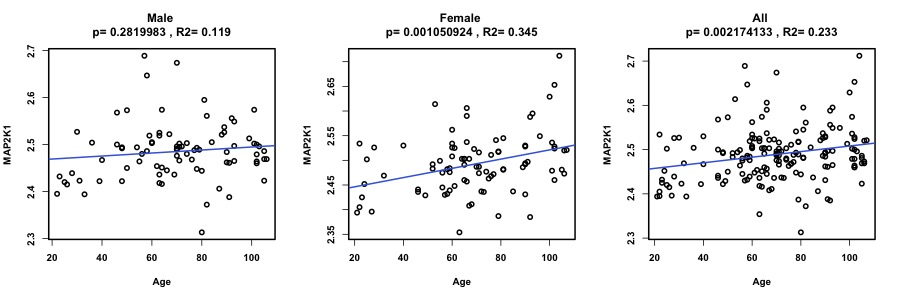 Male
p= 0.2819983 , R2= 0.119
MAP2K1
2.3 2.4 2.5 2.6 2.7
20 40 60 80 100
Age
Female
p= 0.001050924 , R2= 0.345
MAP2K1
2.35 2.45 2.55 2.65
20 40 60 80 100
Age
All
p= 0.002174133 , R2= 0.233
MAP2K1
2.3 2.4 2.5 2.6 2.7
20 40 60 80 100
Age